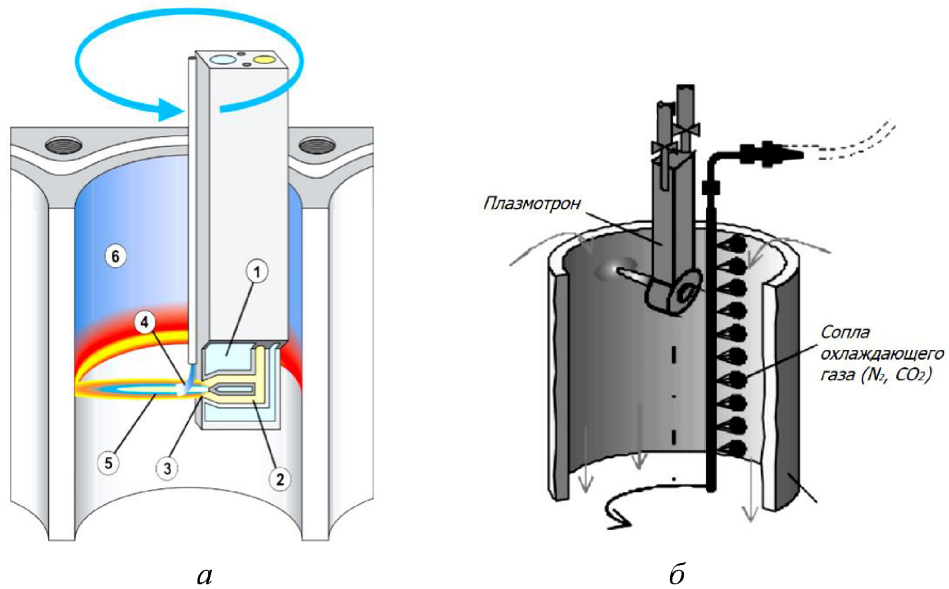 6
1
4
5
3
2
а
Плазмотрон
Сопла
охлаждающего
газа (N₂, CO₂)
б